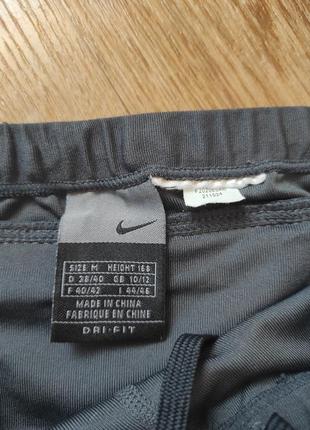 SIZE M HEIGHT 168
D 38/40 GB 10/12
F 40/42 I 44/46
MADE IN CHINA
FABRIQUE EN CHINE
DRI-FIT
211934